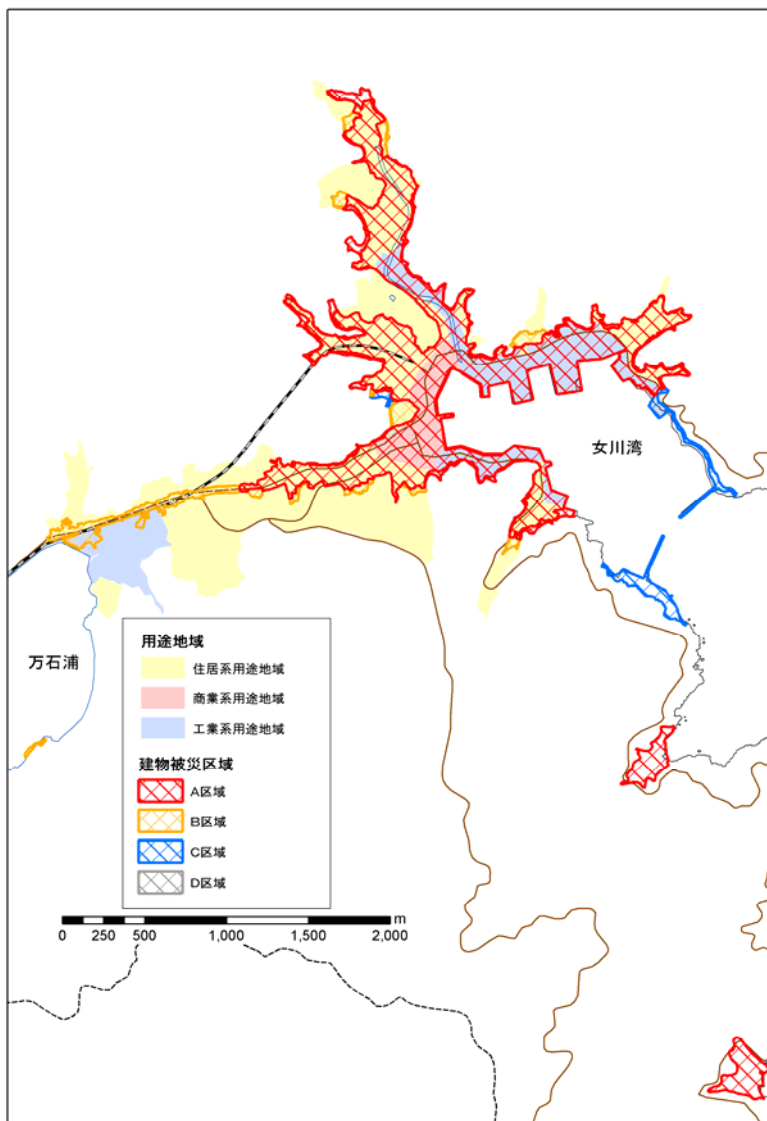 女川湾
万石浦
用途地域
住居系用途地域
商業系用途地域
工業系用途地域
建物被災区域
A区域
B区域
C区域
D区域
m
0 250 500 1,000 1,500 2,000